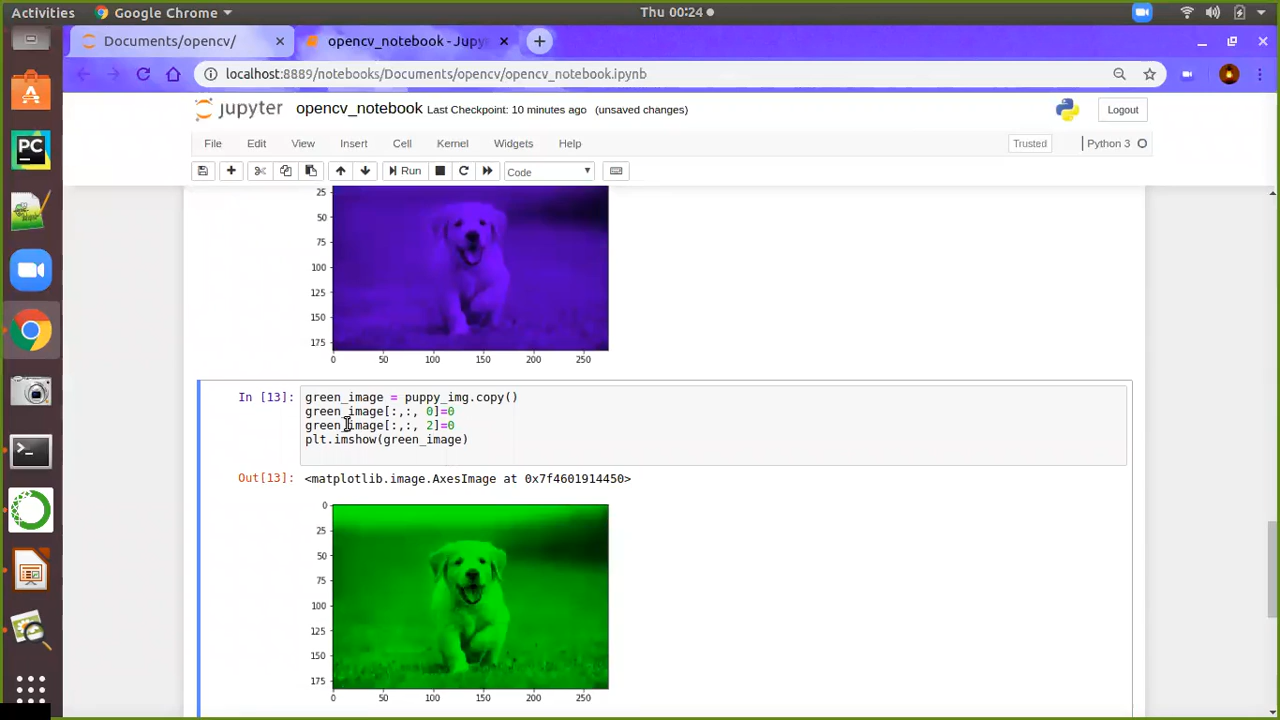 Activities
Google Chrome
Thu 00:24
Documents/opencv/
opencv_notebook - Jupy
localhost:8889/notebooks/Documents/opencv/opencv_notebook.ipynb
jupyter opencv_notebook Last Checkpoint: 10 minutes ago (unsaved changes)
Logout
File Edit View Insert Cell Kernel Widgets Help
Trusted
Python 3
Run
Code
25
50
75
100
125
150
175
0 50 100 150 200 250
In [13]:
green_image = puppy_img.copy()
green_image[:,:, 0]=0
green_image[:,:, 2]=0
plt.imshow(green_image)
Out[13]:
<matplotlib.image.AxesImage at 0x7f4601914450>
0
25
50
75
100
125
150
175
0 50 100 150 200 250
PC